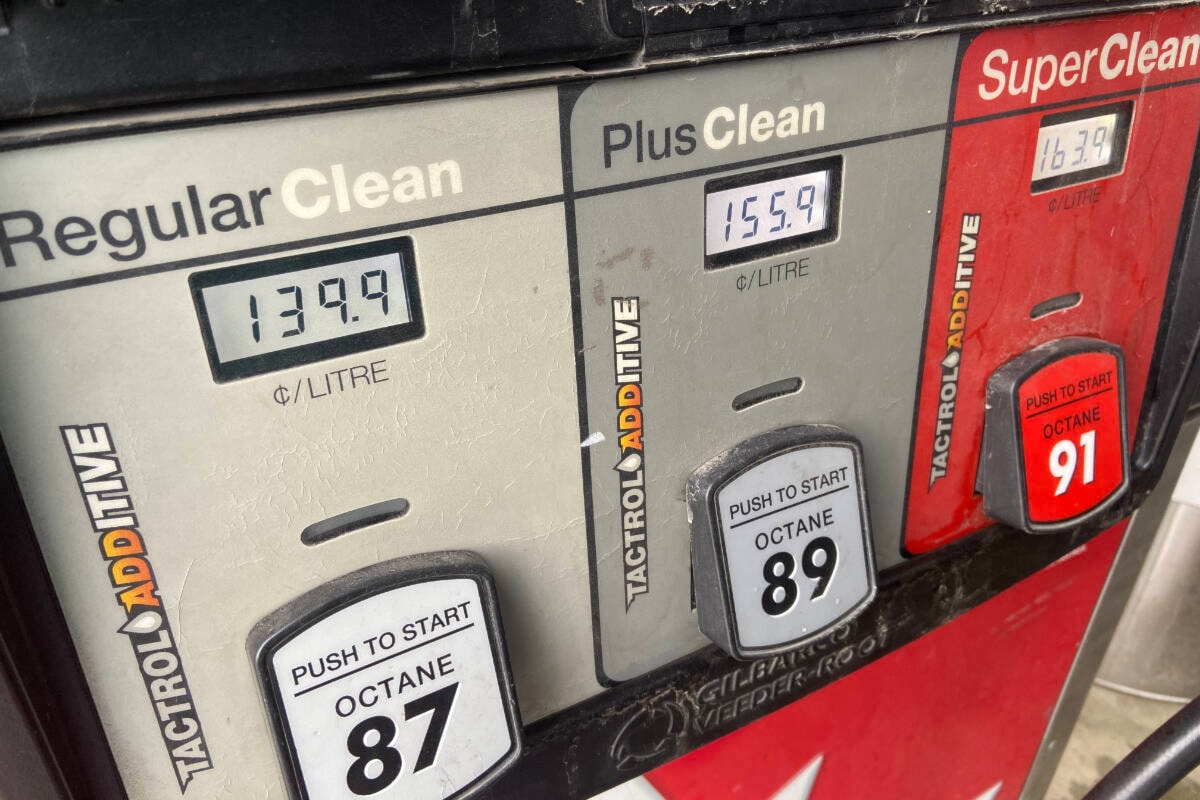 Regular Clean
139.9
¢/LITRE
TACTROL ADDITIVE
PUSH TO START
OCTANE
87
Plus Clean
155.9
¢/LITRE
TACTROL ADDITIVE
PUSH TO START
OCTANE
89
SuperClean
163.9
¢/LITRE
TACTROL ADDITIVE
PUSH TO START
OCTANE
91
GILBARCO
VEEDER-ROOT